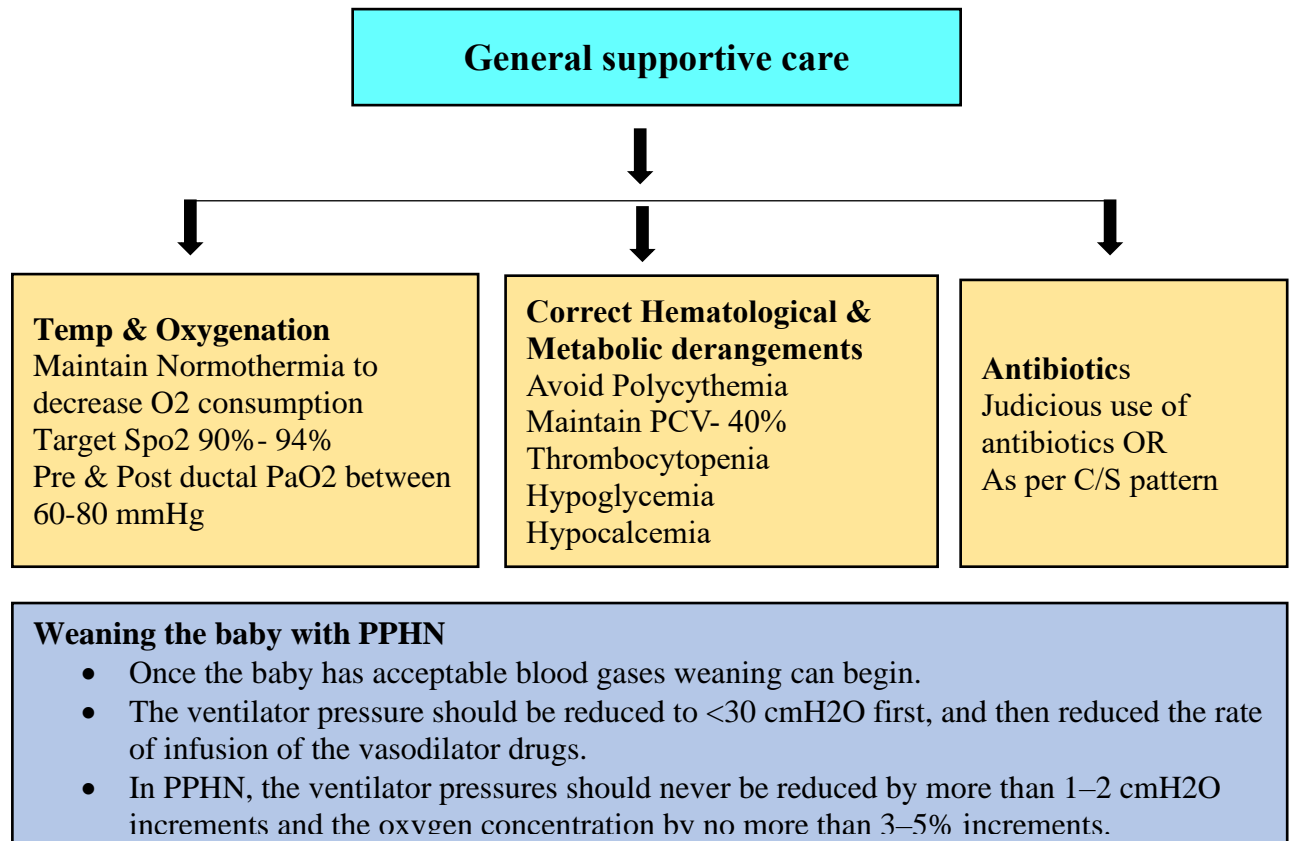 General supportive care
Temp & Oxygenation
Maintain Normothermia to
decrease O2 consumption
Target Spo2 90%- 94%
Pre & Post ductal PaO2 between
60-80 mmHg
Correct Hematological &
Metabolic derangements
Avoid Polycythemia
Maintain PCV- 40%
Thrombocytopenia
Hypoglycemia
Hypocalcemia
Antibiotics
Judicious use of
antibiotics OR
As per C/S pattern
Weaning the baby with PPHN
• Once the baby has acceptable blood gases weaning can begin.
• The ventilator pressure should be reduced to <30 cmH2O first, and then reduced the rate
of infusion of the vasodilator drugs.
• In PPHN, the ventilator pressures should never be reduced by more than 1–2 cmH2O
increments and the oxygen concentration by no more than 3–5% increments.